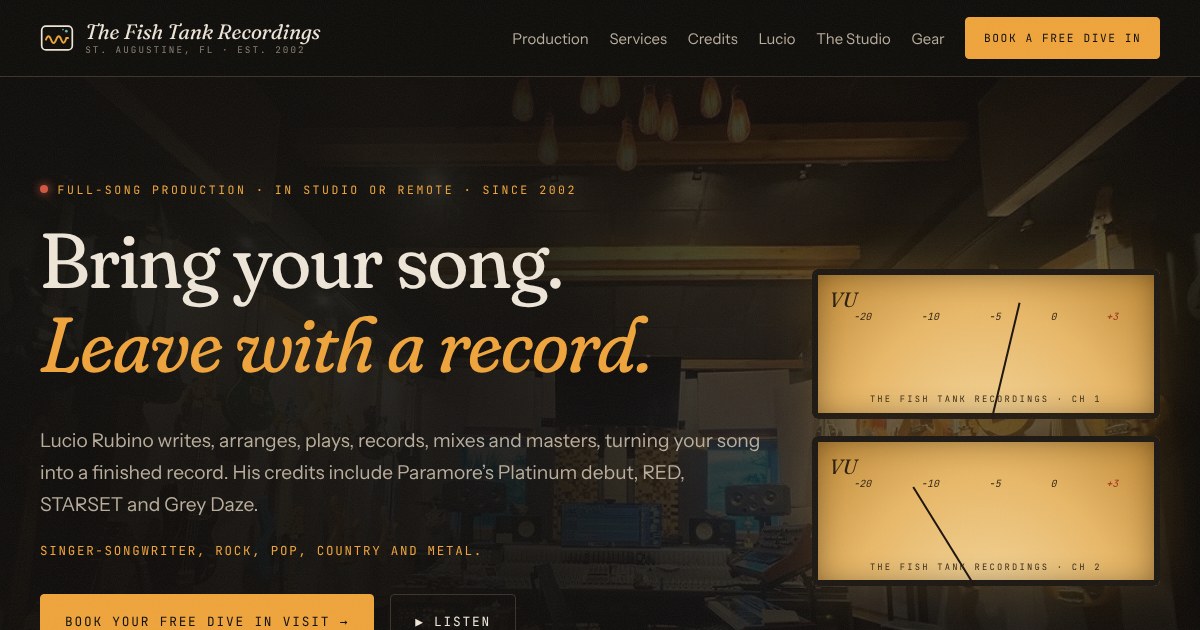 The Fish Tank Recordings
ST. AUGUSTINE, FL · EST. 2002
Production Services Credits Lucio The Studio Gear
BOOK A FREE DIVE IN
FULL-SONG PRODUCTION · IN STUDIO OR REMOTE · SINCE 2002
Bring your song.
Leave with a record.
Lucio Rubino writes, arranges, plays, records, mixes and masters, turning your song
into a finished record. His credits include Paramore’s Platinum debut, RED,
STARSET and Grey Daze.
SINGER-SONGWRITER, ROCK, POP, COUNTRY AND METAL.
BOOK YOUR FREE DIVE IN VISIT →
▶ LISTEN
VU
-20 -10 -5 0 +3
THE FISH TANK RECORDINGS · CH 1
VU
-20 -10 -5 0 +3
THE FISH TANK RECORDINGS · CH 2